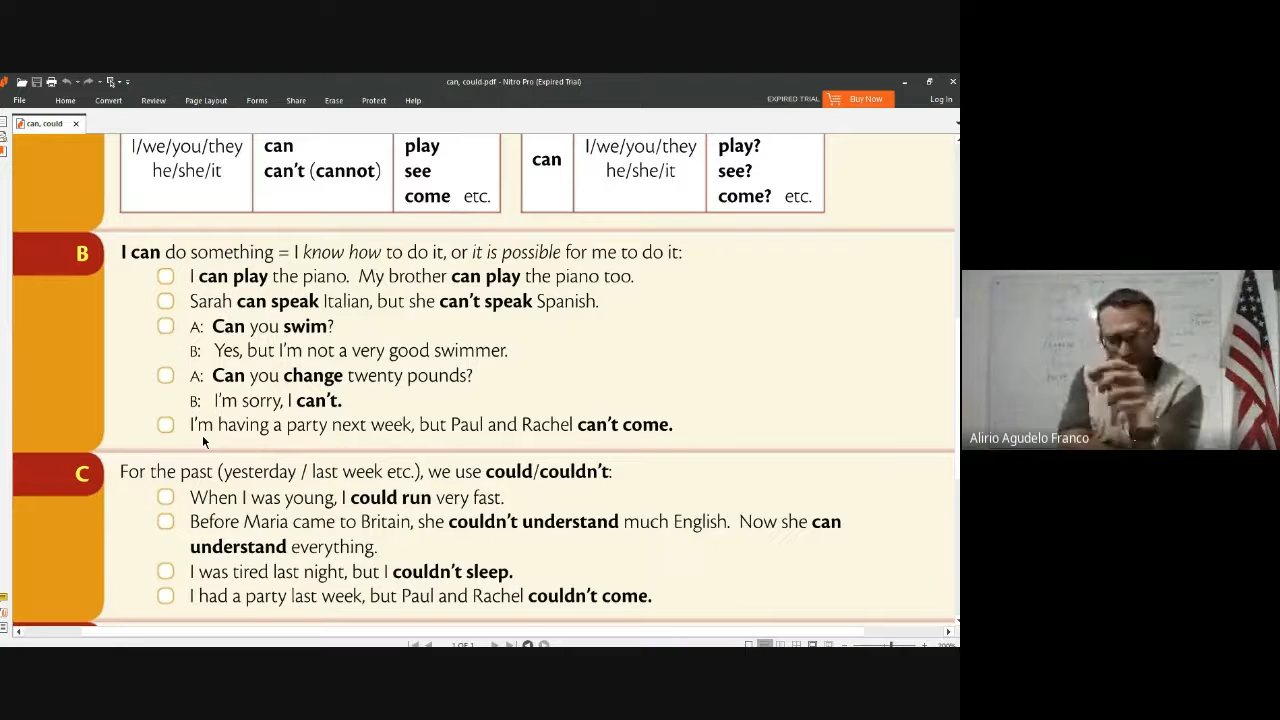 can, could.pdf - Nitro Pro (Expired Trial)
File Home Convert Review Page Layout Forms Share Erase Protect Help EXPIRED TRIAL Buy Now Log In
can, could ×
I/we/you/they can play I/we/you/they play?
he/she/it can't (cannot) see can he/she/it see?
come etc. come? etc.
B I can do something = I know how to do it, or it is possible for me to do it:
I can play the piano. My brother can play the piano too.
Sarah can speak Italian, but she can't speak Spanish.
A: Can you swim?
B: Yes, but I'm not a very good swimmer.
A: Can you change twenty pounds?
B: I'm sorry, I can't.
I'm having a party next week, but Paul and Rachel can't come.
C For the past (yesterday / last week etc.), we use could/couldn't:
When I was young, I could run very fast.
Before Maria came to Britain, she couldn't understand much English. Now she can
understand everything.
I was tired last night, but I couldn't sleep.
I had a party last week, but Paul and Rachel couldn't come.
1 OF 1 200%
Alirio Agudelo Franco